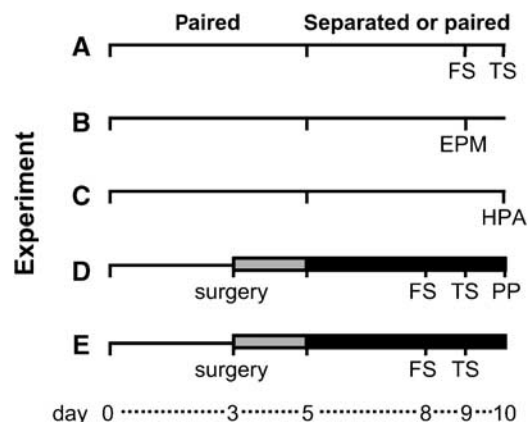 Paired Separated or paired
A
FS TS
B
EPM
C
HPA
D
surgery FS TS PP
E
surgery FS TS
day 0 3 5 8 9 10
Experiment